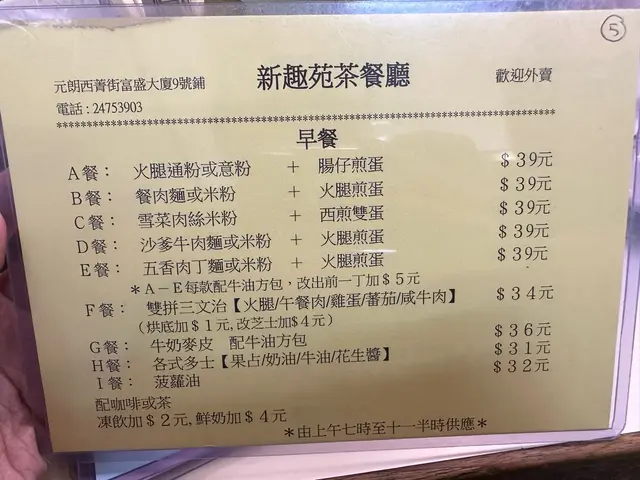 ⑤
元朗西菁街富盛大廈9號鋪 新趣苑茶餐廳 歡迎外賣
電話:24753903
早餐
A餐: 火腿通粉或意粉 + 腸仔煎蛋 $39元
B餐: 餐肉麵或米粉 + 火腿煎蛋 $39元
C餐: 雪菜肉絲米粉 + 西煎雙蛋 $39元
D餐: 沙爹牛肉麵或米粉 + 火腿煎蛋 $39元
E餐: 五香肉丁麵或米粉 + 火腿煎蛋 $39元
*A-E每款配牛油方包,改出前一丁加$5元
F餐: 雙拼三文治【火腿/午餐肉/雞蛋/蕃茄/咸牛肉】 $34元
(烘底加$1元,改芝士加$4元)
G餐: 牛奶麥皮 配牛油方包 $36元
H餐: 各式多士【果占/奶油/牛油/花生醬】 $31元
I餐: 菠蘿油 $32元
配咖啡或茶
凍飲加$2元,鮮奶加$4元
*由上午七時至十一半時供應*